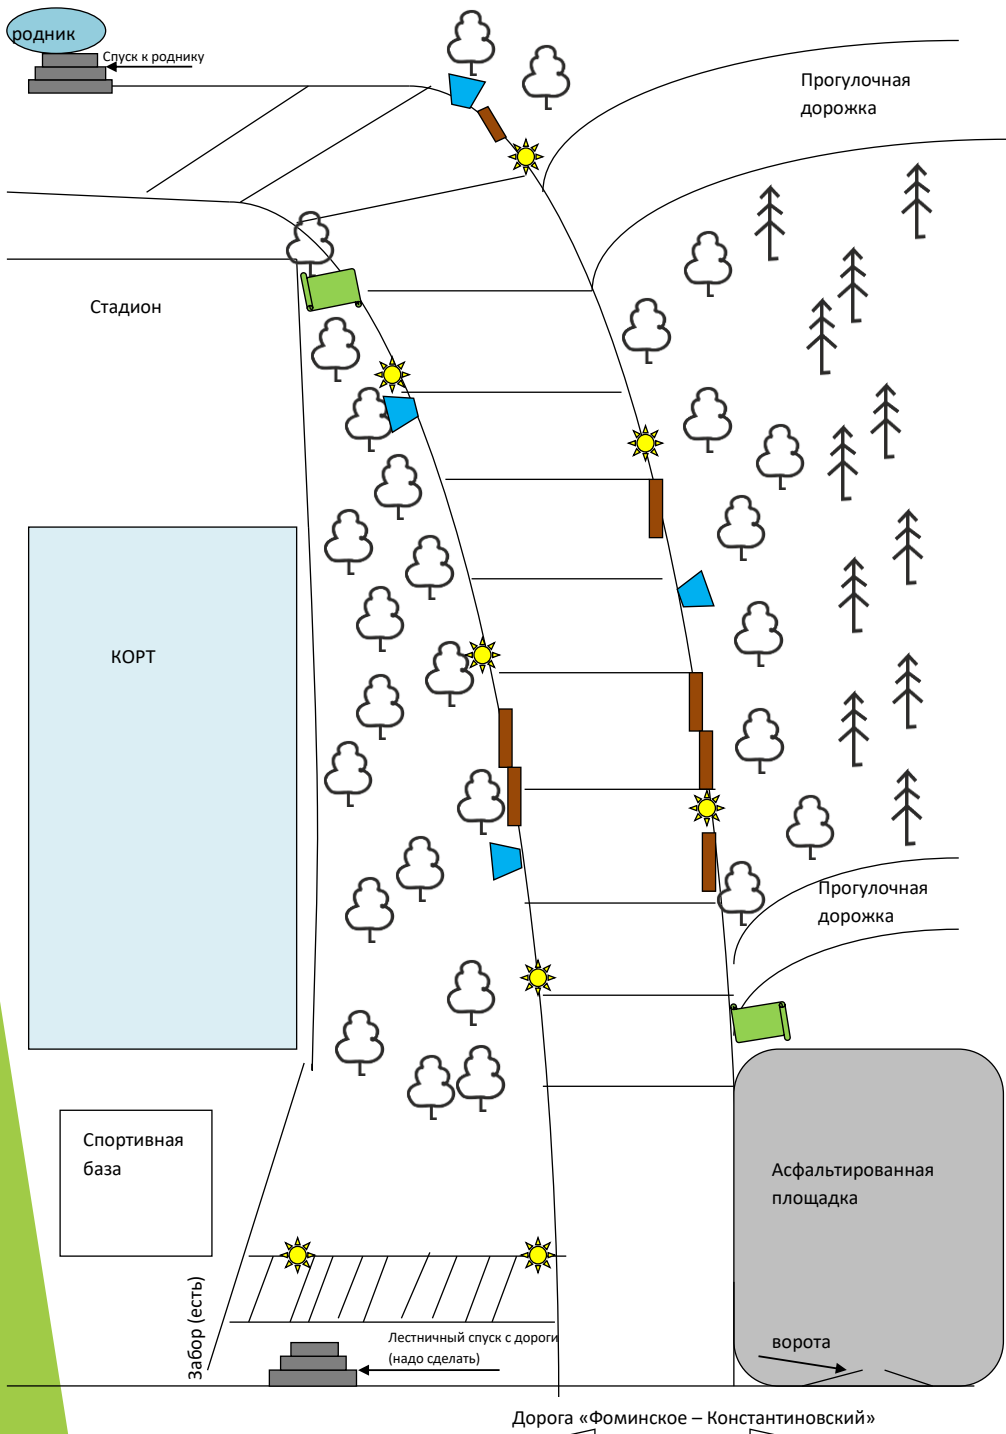 родник
Спуск к роднику
Прогулочная
дорожка
Стадион
КОРТ
Прогулочная
дорожка
Спортивная
база
Асфальтированная
площадка
Забор (есть)
Лестничный спуск с дороги
(надо сделать)
ворота
Дорога «Фоминское – Константиновский»